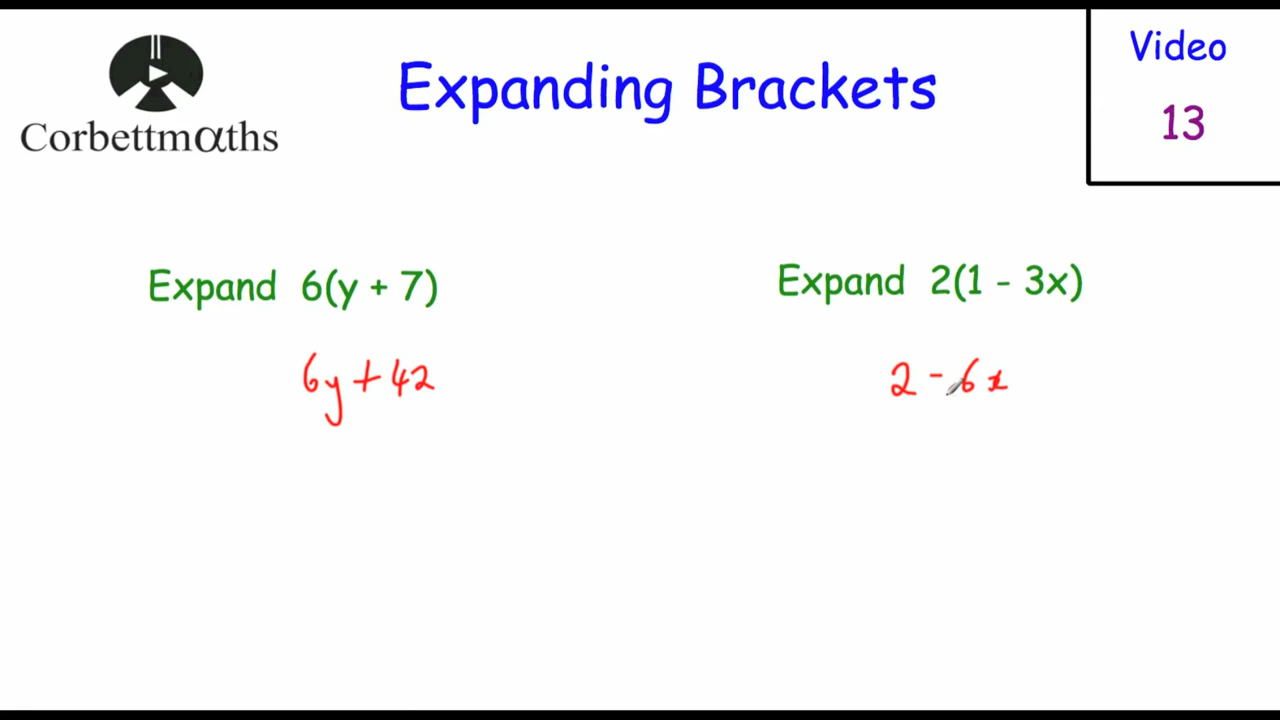 Corbettmαths
Expanding Brackets
Video
13
Expand 6(y + 7)
6y + 42
Expand 2(1 - 3x)
2 - 6x